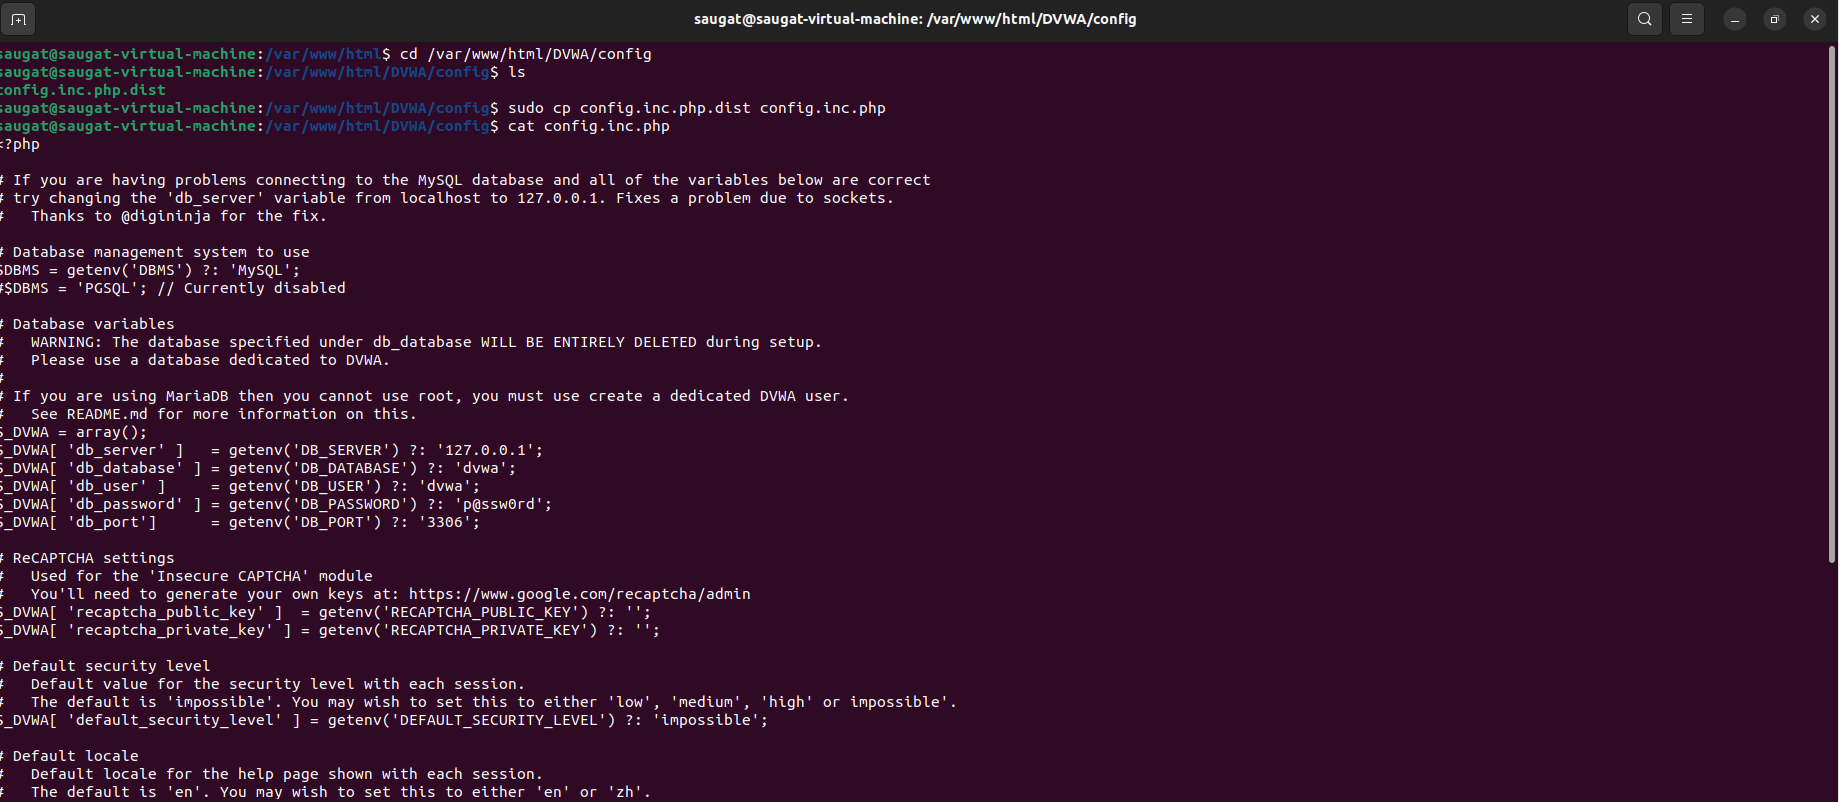 saugat@saugat-virtual-machine: /var/www/html/DVWA/config
saugat@saugat-virtual-machine:/var/www/html$ cd /var/www/html/DVWA/config
saugat@saugat-virtual-machine:/var/www/html/DVWA/config$ ls
config.inc.php.dist
saugat@saugat-virtual-machine:/var/www/html/DVWA/config$ sudo cp config.inc.php.dist config.inc.php
saugat@saugat-virtual-machine:/var/www/html/DVWA/config$ cat config.inc.php
<?php
# If you are having problems connecting to the MySQL database and all of the variables below are correct
# try changing the 'db_server' variable from localhost to 127.0.0.1. Fixes a problem due to sockets.
#   Thanks to @digininja for the fix.
# Database management system to use
$DBMS = getenv('DBMS') ?: 'MySQL';
#$DBMS = 'PGSQL'; // Currently disabled
# Database variables
#   WARNING: The database specified under db_database WILL BE ENTIRELY DELETED during setup.
#   Please use a database dedicated to DVWA.
#
# If you are using MariaDB then you cannot use root, you must use create a dedicated DVWA user.
#   See README.md for more information on this.
$_DVWA = array();
$_DVWA[ 'db_server' ]   = getenv('DB_SERVER') ?: '127.0.0.1';
$_DVWA[ 'db_database' ] = getenv('DB_DATABASE') ?: 'dvwa';
$_DVWA[ 'db_user' ]     = getenv('DB_USER') ?: 'dvwa';
$_DVWA[ 'db_password' ] = getenv('DB_PASSWORD') ?: 'p@ssw0rd';
$_DVWA[ 'db_port']      = getenv('DB_PORT') ?: '3306';
# ReCAPTCHA settings
#   Used for the 'Insecure CAPTCHA' module
#   You'll need to generate your own keys at: https://www.google.com/recaptcha/admin
$_DVWA[ 'recaptcha_public_key' ]  = getenv('RECAPTCHA_PUBLIC_KEY') ?: '';
$_DVWA[ 'recaptcha_private_key' ] = getenv('RECAPTCHA_PRIVATE_KEY') ?: '';
# Default security level
#   Default value for the security level with each session.
#   The default is 'impossible'. You may wish to set this to either 'low', 'medium', 'high' or impossible'.
$_DVWA[ 'default_security_level' ] = getenv('DEFAULT_SECURITY_LEVEL') ?: 'impossible';
# Default locale
#   Default locale for the help page shown with each session.
#   The default is 'en'. You may wish to set this to either 'en' or 'zh'.